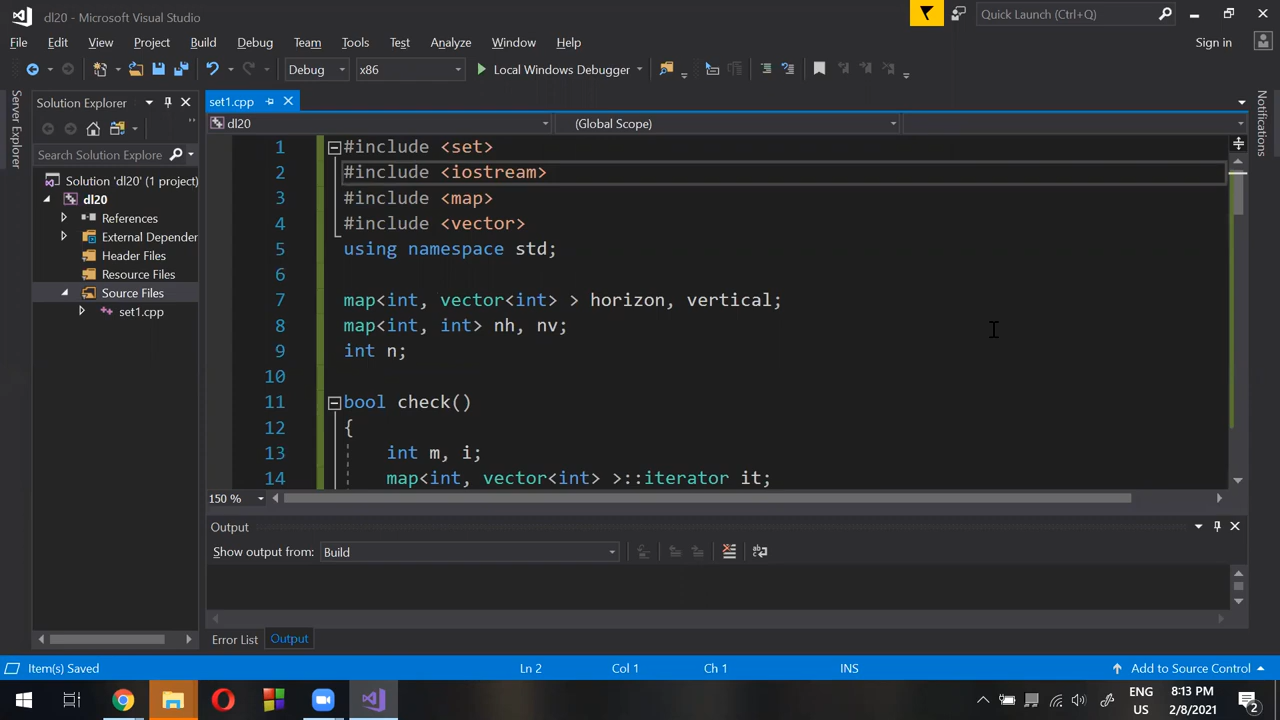 dl20 - Microsoft Visual Studio
Quick Launch (Ctrl+Q)
File Edit View Project Build Debug Team Tools Test Analyze Window Help
Sign in
Debug x86 Local Windows Debugger
Server Explorer
Solution Explorer
Search Solution Explorer
Solution 'dl20' (1 project)
dl20
References
External Depender
Header Files
Resource Files
Source Files
set1.cpp
set1.cpp
dl20 (Global Scope)
1 #include <set>
2 #include <iostream>
3 #include <map>
4 #include <vector>
5 using namespace std;
6
7 map<int, vector<int> > horizon, vertical;
8 map<int, int> nh, nv;
9 int n;
10
11 bool check()
12 {
13 int m, i;
14 map<int, vector<int> >::iterator it;
150 %
Notifications
Output
Show output from: Build
Error List Output
Item(s) Saved Ln 2 Col 1 Ch 1 INS Add to Source Control
ENG
US
8:13 PM
2/8/2021
2